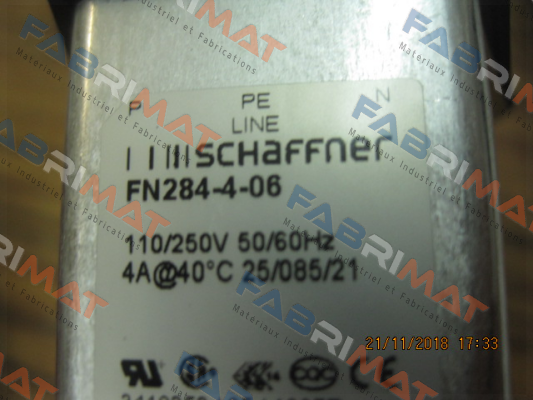 P PE N
LINE
SCHaffner
FN284-4-06
110/250V 50/60Hz
4A@40°C 25/085/21
21/11/2018 17:33
FABRIMAT
Materiaux Industriels et Fabrications